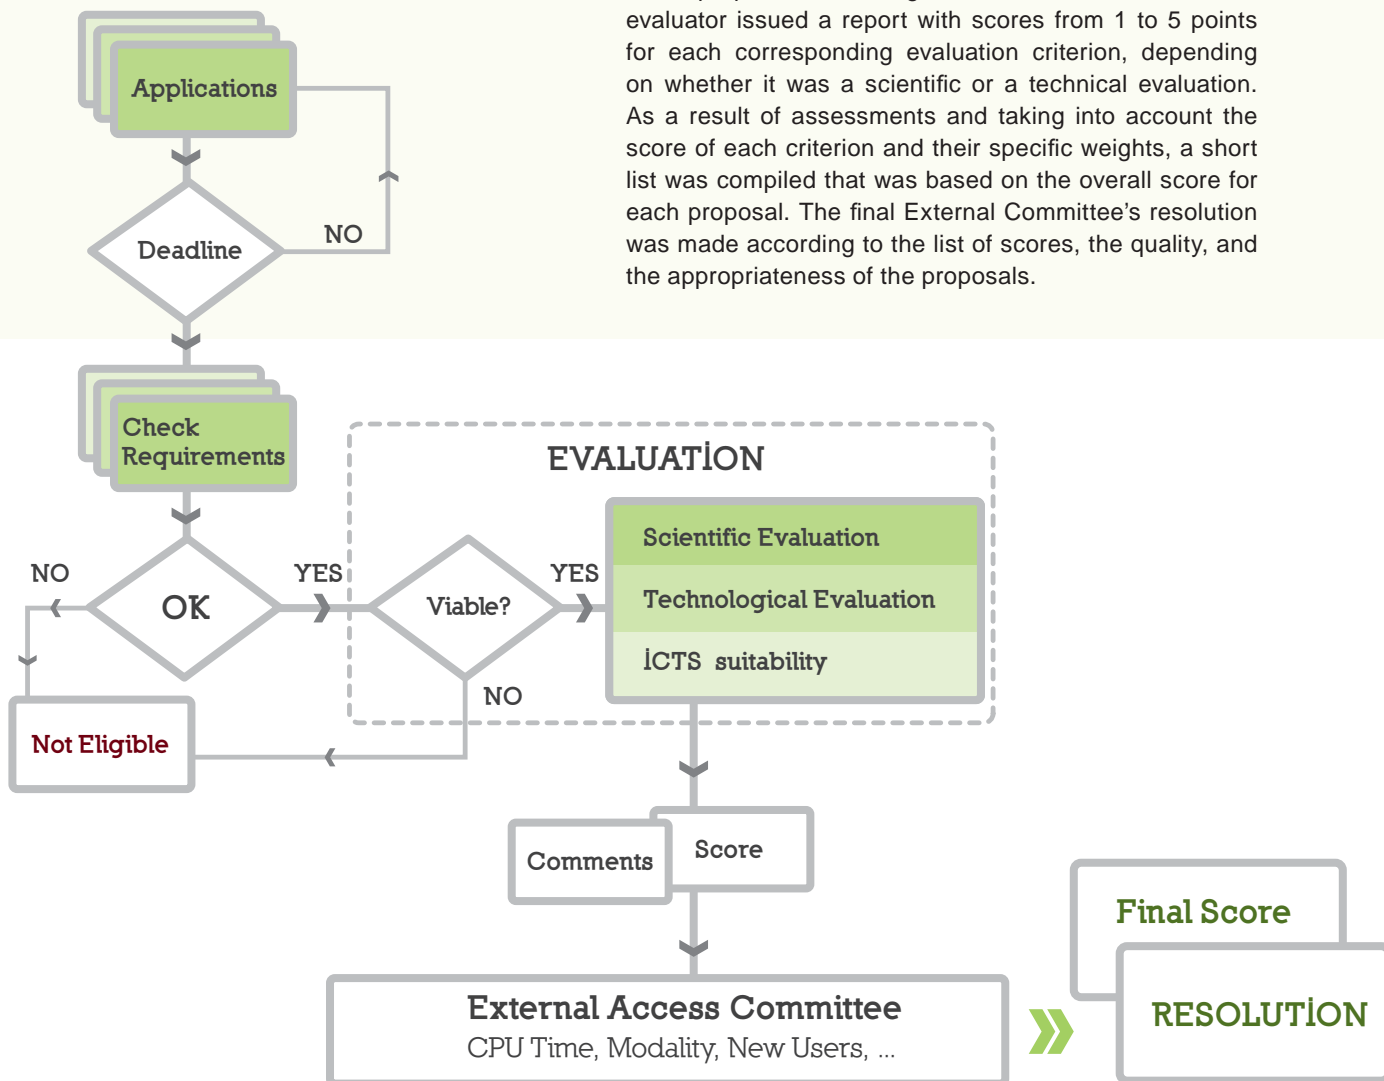 evaluator issued a report with scores from 1 to 5 points
for each corresponding evaluation criterion, depending
on whether it was a scientific or a technical evaluation.
As a result of assessments and taking into account the
score of each criterion and their specific weights, a short
list was compiled that was based on the overall score for
each proposal. The final External Committee's resolution
was made according to the list of scores, the quality, and
the appropriateness of the proposals.
Applications
NO
Deadline
Check
Requirements
EVALUATİON
NO
OK
YES
Viable?
YES
Scientific Evaluation
Technological Evaluation
İCTS suitability
NO
Not Eligible
Comments
Score
External Access Committee
CPU Time, Modality, New Users, ...
Final Score
RESOLUTİON